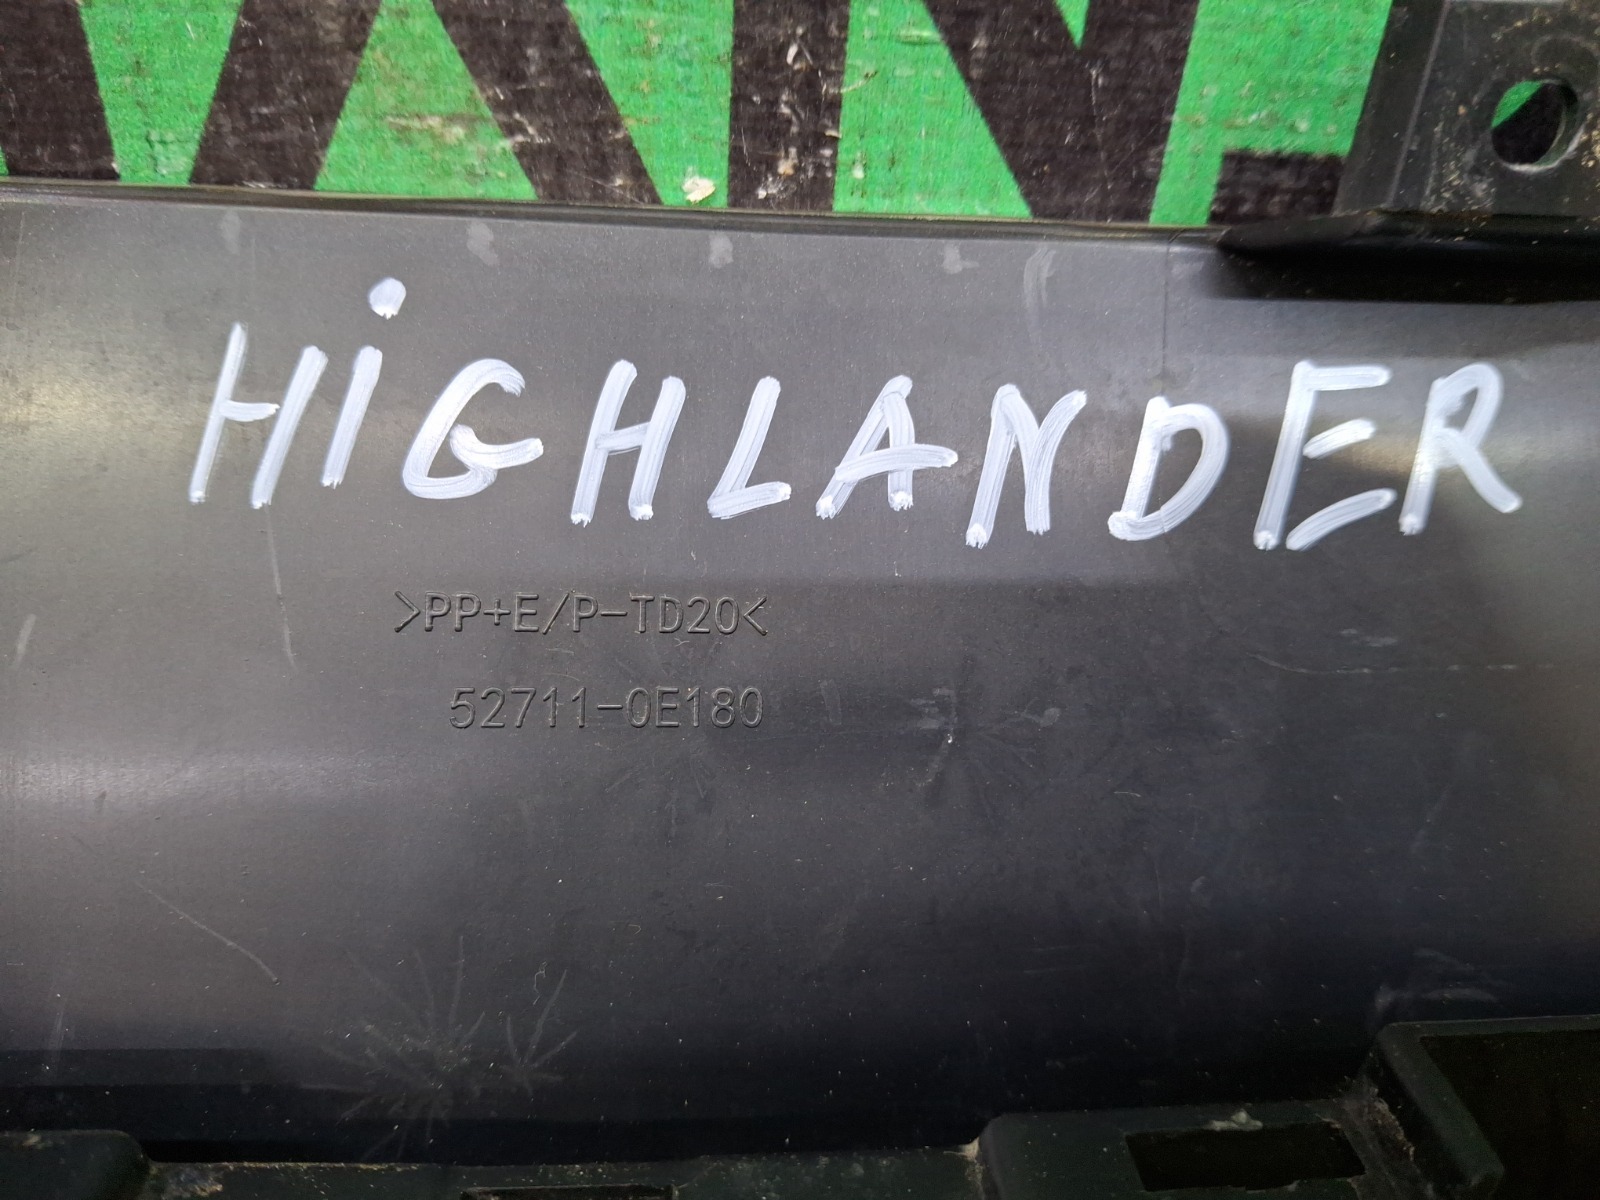 HiGHLANDER
>PP+E/P-TD20<
52711-0E180